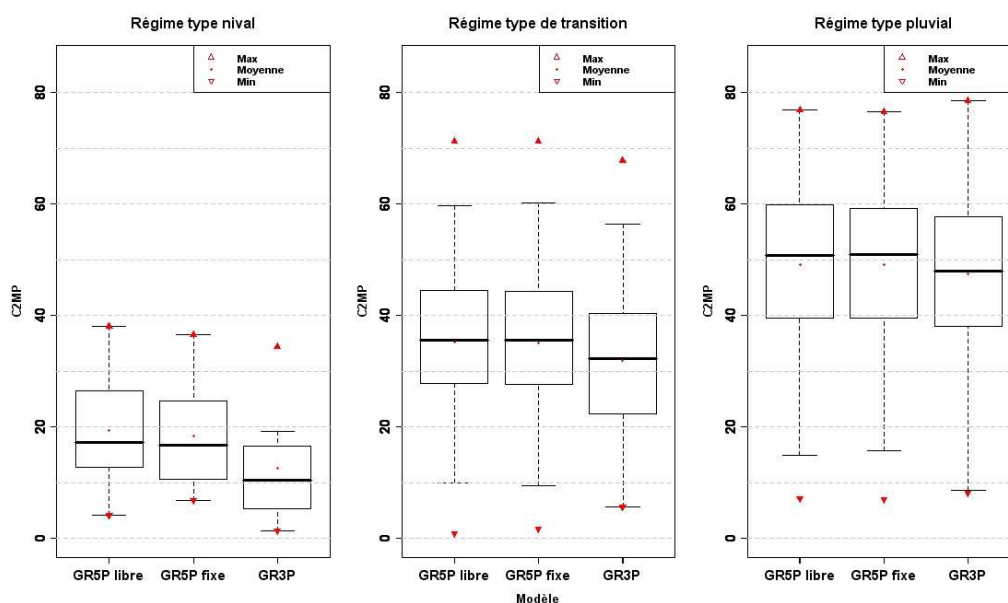 Régime type nival
Régime type de transition
Régime type pluvial
Max
Moyenne
Min
Max
Moyenne
Min
Max
Moyenne
Min
C2MP
80
60
40
20
0
C2MP
80
60
40
20
0
C2MP
80
60
40
20
0
GR5P libre GR5P fixe GR3P
GR5P libre GR5P fixe GR3P
GR5P libre GR5P fixe GR3P
Modèle